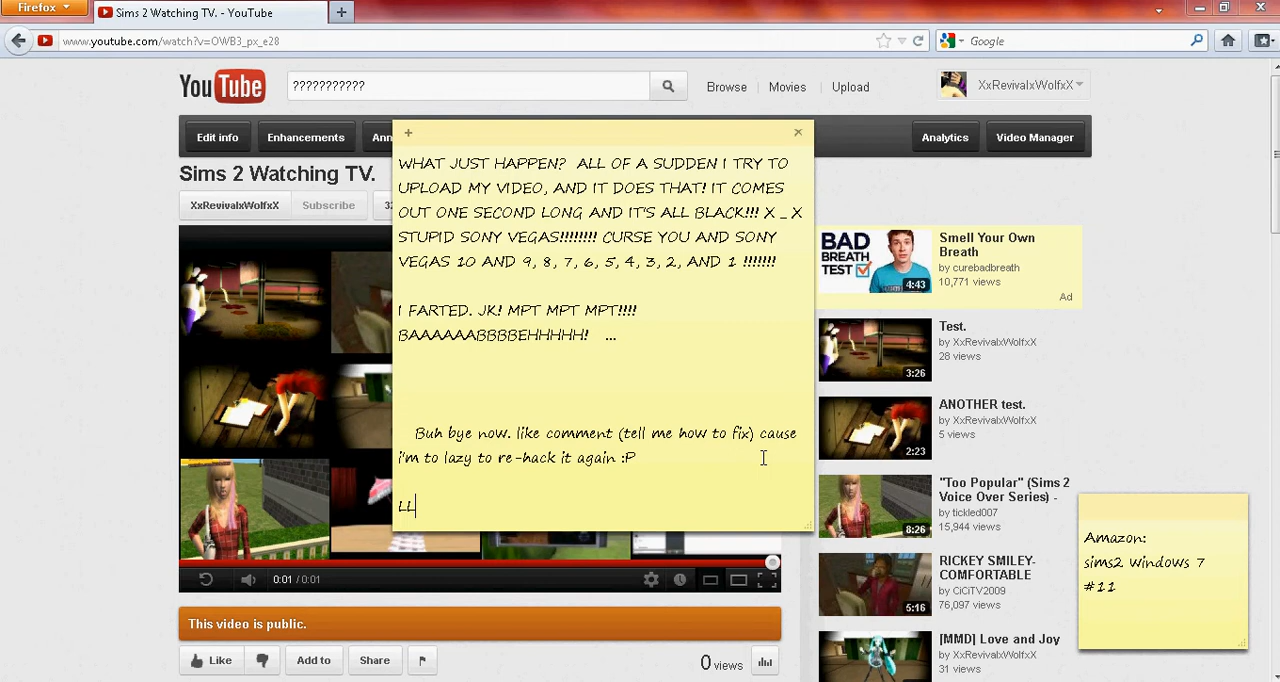 Firefox
Sims 2 Watching TV. - YouTube
www.youtube.com/watch?v=OWB3_px_e28
Google
YouTube
???????????
Browse
Movies
Upload
XxRevivalxWolfxX
Edit info
Enhancements
Ann
Analytics
Video Manager
Sims 2 Watching TV.
XxRevivalxWolfxX
Subscribe
32
WHAT JUST HAPPEN? ALL OF A SUDDEN I TRY TO
UPLOAD MY VIDEO, AND IT DOES THAT! IT COMES
OUT ONE SECOND LONG AND IT'S ALL BLACK!!! X _ X
STUPID SONY VEGAS!!!!!!!! CURSE YOU AND SONY
VEGAS 10 AND 9, 8, 7, 6, 5, 4, 3, 2, AND 1 !!!!!!!
I FARTED. JK! MPT MPT MPT!!!!
BAAAAAABBBBEHHHHH! ...
Buh bye now. like comment (tell me how to fix) cause
i'm to lazy to re-hack it again :P
LL
0:01 / 0:01
This video is public.
Like
Add to
Share
0 views
BAD
BREATH
TEST
4:43
Smell Your Own
Breath
by curebadbreath
10,771 views
Ad
3:26
Test.
by XxRevivalxWolfxX
28 views
2:23
ANOTHER test.
by XxRevivalxWolfxX
5 views
8:26
"Too Popular" (Sims 2
Voice Over Series) -
by tickled007
15,944 views
5:16
RICKEY SMILEY-
COMFORTABLE
by CiCiTV2009
76,097 views
[MMD] Love and Joy
by XxRevivalxWolfxX
31 views
Amazon:
sims2 Windows 7
#11